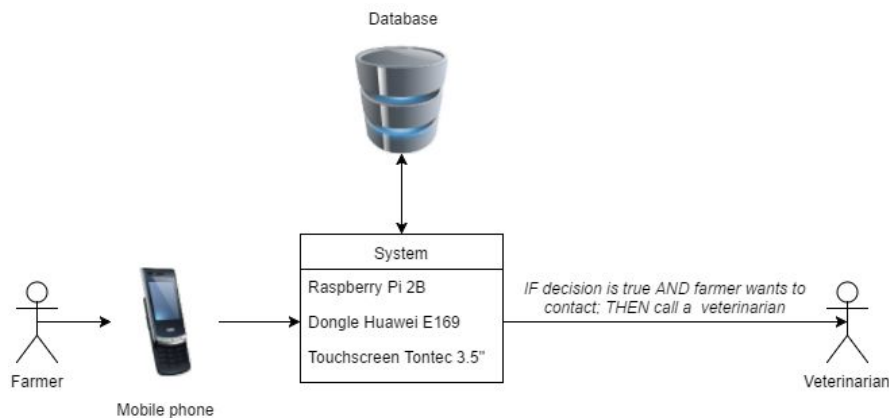 Database
System
Raspberry Pi 2B
Dongle Huawei E169
Touchscreen Tontec 3.5"
IF decision is true AND farmer wants to
contact; THEN call a  veterinarian
Farmer
Mobile phone
Veterinarian